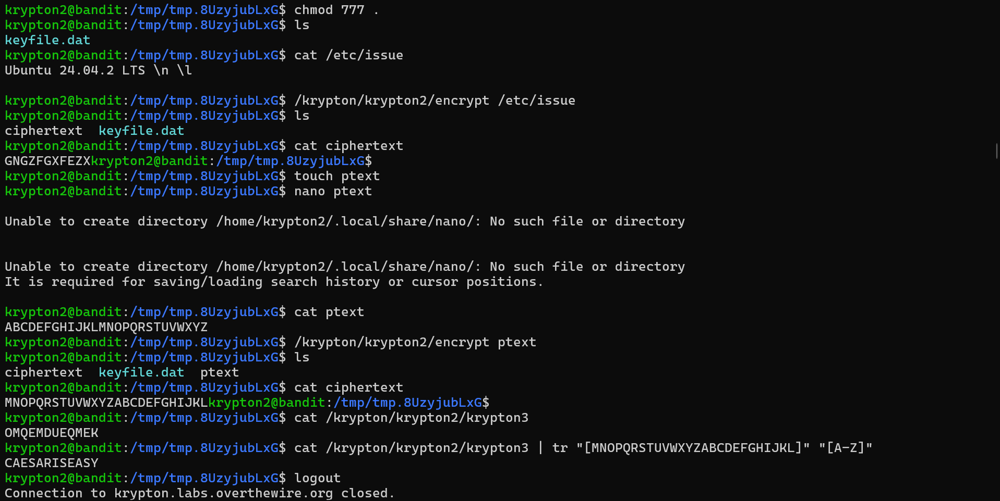 krypton2@bandit:/tmp/tmp.8UzyjubLxG$ chmod 777 .
krypton2@bandit:/tmp/tmp.8UzyjubLxG$ ls
keyfile.dat
krypton2@bandit:/tmp/tmp.8UzyjubLxG$ cat /etc/issue
Ubuntu 24.04.2 LTS \n \l
krypton2@bandit:/tmp/tmp.8UzyjubLxG$ /krypton/krypton2/encrypt /etc/issue
krypton2@bandit:/tmp/tmp.8UzyjubLxG$ ls
ciphertext  keyfile.dat
krypton2@bandit:/tmp/tmp.8UzyjubLxG$ cat ciphertext
GNGZFGXFEZXkrypton2@bandit:/tmp/tmp.8UzyjubLxG$
krypton2@bandit:/tmp/tmp.8UzyjubLxG$ touch ptext
krypton2@bandit:/tmp/tmp.8UzyjubLxG$ nano ptext
Unable to create directory /home/krypton2/.local/share/nano/: No such file or directory
Unable to create directory /home/krypton2/.local/share/nano/: No such file or directory
It is required for saving/loading search history or cursor positions.
krypton2@bandit:/tmp/tmp.8UzyjubLxG$ cat ptext
ABCDEFGHIJKLMNOPQRSTUVWXYZ
krypton2@bandit:/tmp/tmp.8UzyjubLxG$ /krypton/krypton2/encrypt ptext
krypton2@bandit:/tmp/tmp.8UzyjubLxG$ ls
ciphertext  keyfile.dat  ptext
krypton2@bandit:/tmp/tmp.8UzyjubLxG$ cat ciphertext
MNOPQRSTUVWXYZABCDEFGHIJKLkrypton2@bandit:/tmp/tmp.8UzyjubLxG$
krypton2@bandit:/tmp/tmp.8UzyjubLxG$ cat /krypton/krypton2/krypton3
OMQEMDUEQMEK
krypton2@bandit:/tmp/tmp.8UzyjubLxG$ cat /krypton/krypton2/krypton3 | tr "[MNOPQRSTUVWXYZABCDEFGHIJKL]" "[A-Z]"
CAESARISEASY
krypton2@bandit:/tmp/tmp.8UzyjubLxG$ logout
Connection to krypton.labs.overthewire.org closed.